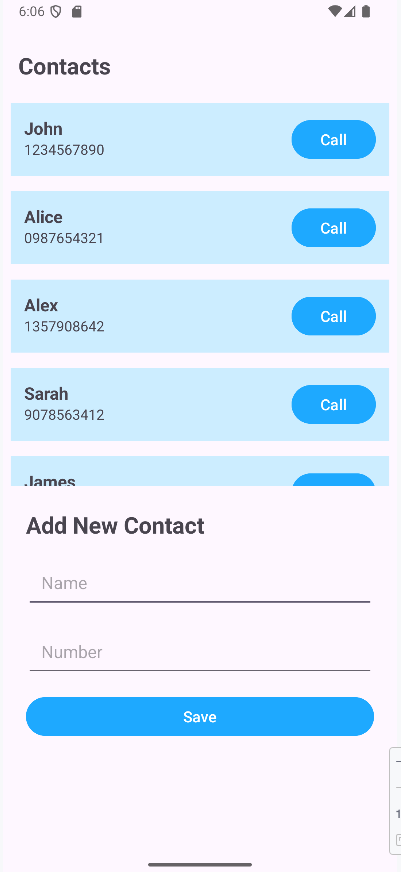 6:06
Contacts
John
1234567890
Call
Alice
0987654321
Call
Alex
1357908642
Call
Sarah
9078563412
Call
James
Add New Contact
Name
Number
Save
1